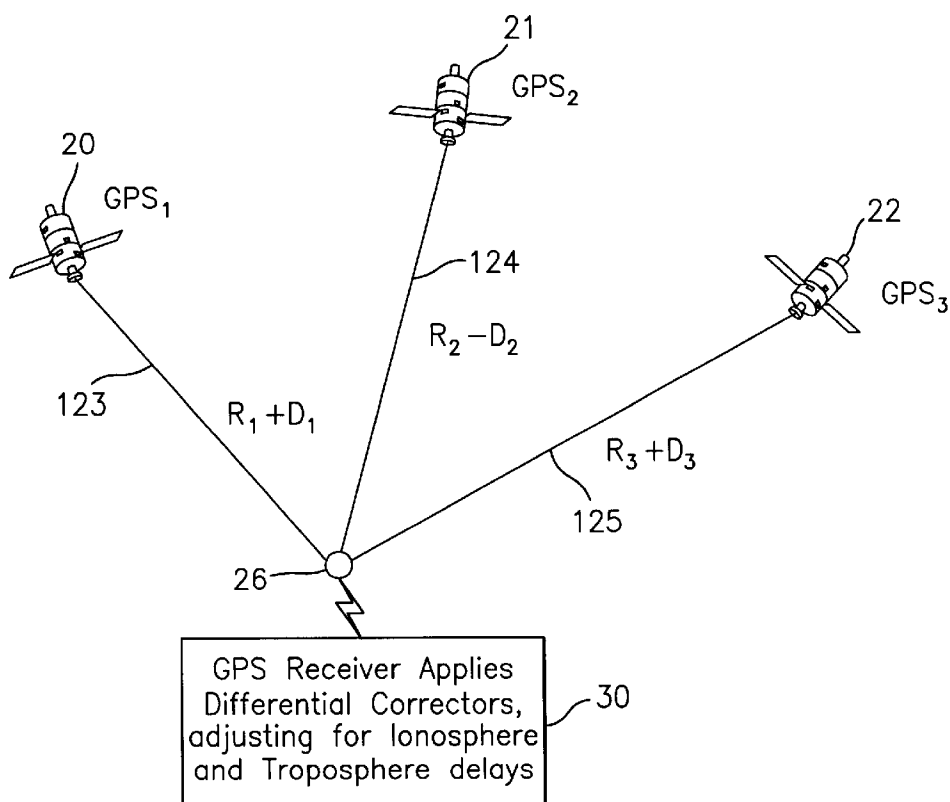 21
GPS₂
20
GPS₁
22
GPS₃
124
R₂−D₂
123
R₁+D₁
R₃+D₃
125
26
GPS Receiver Applies
Differential Correctors,
adjusting for Ionosphere
and Troposphere delays
30